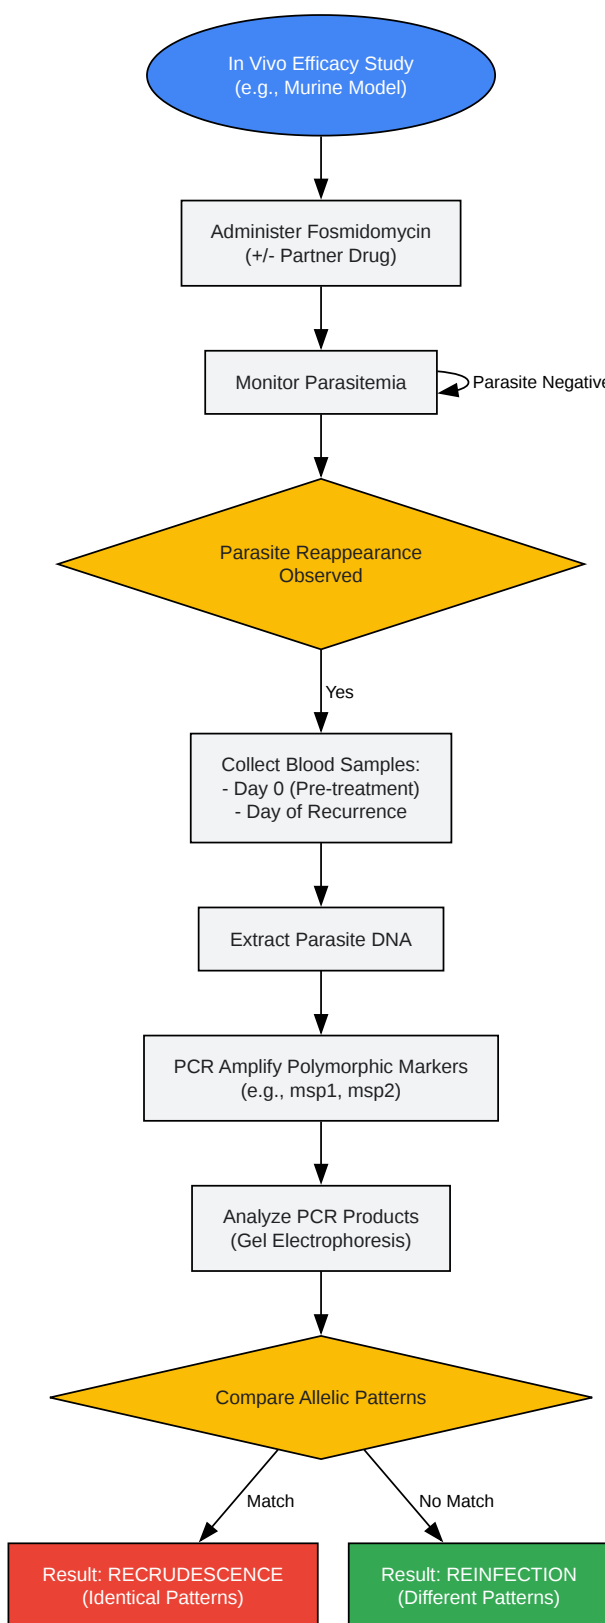 In Vivo Efficacy Study
(e.g., Murine Model)
Administer Fosmidomycin
(+/- Partner Drug)
Monitor Parasitemia
Parasite Negative
Parasite Reappearance
Observed
Yes
Collect Blood Samples:
- Day 0 (Pre-treatment)
- Day of Recurrence
Extract Parasite DNA
PCR Amplify Polymorphic Markers
(e.g., msp1, msp2)
Analyze PCR Products
(Gel Electrophoresis)
Compare Allelic Patterns
Match
No Match
Result: RECRUDESCENCE
(Identical Patterns)
Result: REINFECTION
(Different Patterns)